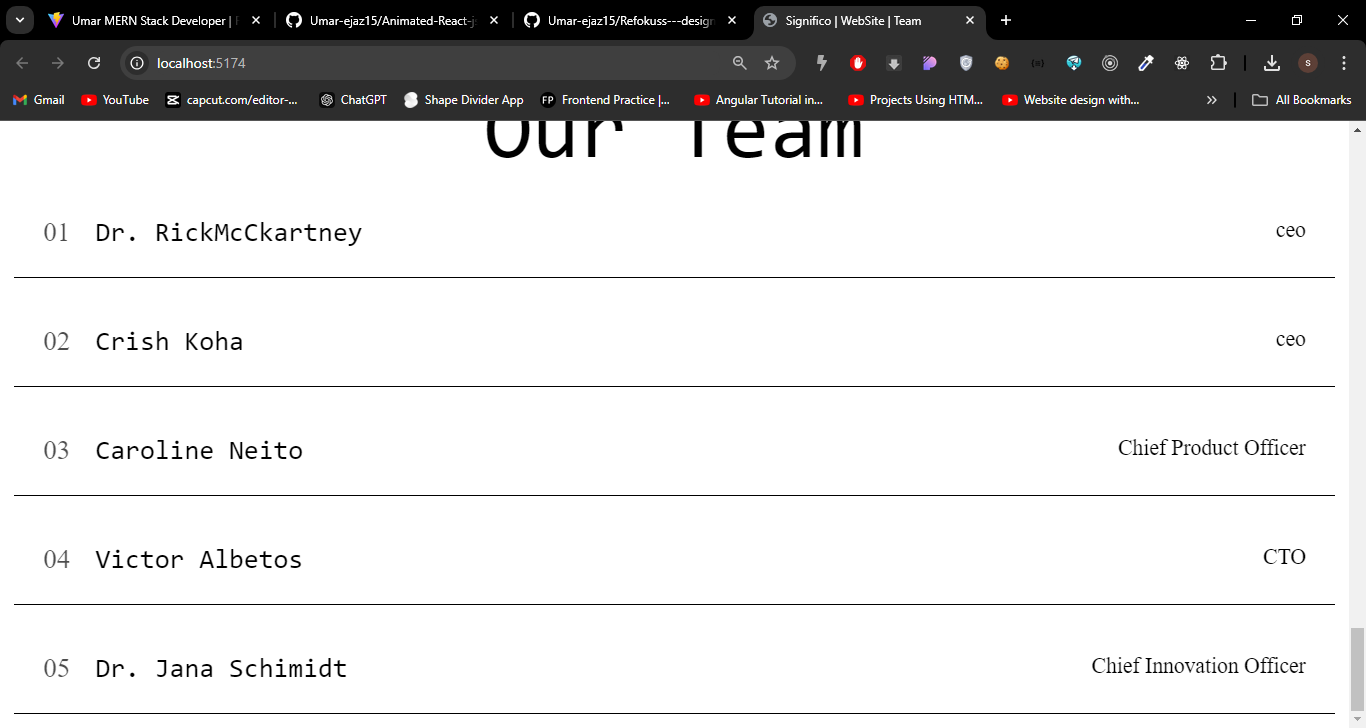 Umar MERN Stack Developer |
Umar-ejaz15/Animated-React-j
Umar-ejaz15/Refokuss---design
Significo | WebSite | Team
localhost:5174
S
Gmail
YouTube
capcut.com/editor-...
ChatGPT
Shape Divider App
FP
Frontend Practice |...
Angular Tutorial in...
Projects Using HTM...
Website design with...
All Bookmarks
Our Team
01 Dr. RickMcCkartney ceo
02 Crish Koha ceo
03 Caroline Neito Chief Product Officer
04 Victor Albetos CTO
05 Dr. Jana Schimidt Chief Innovation Officer